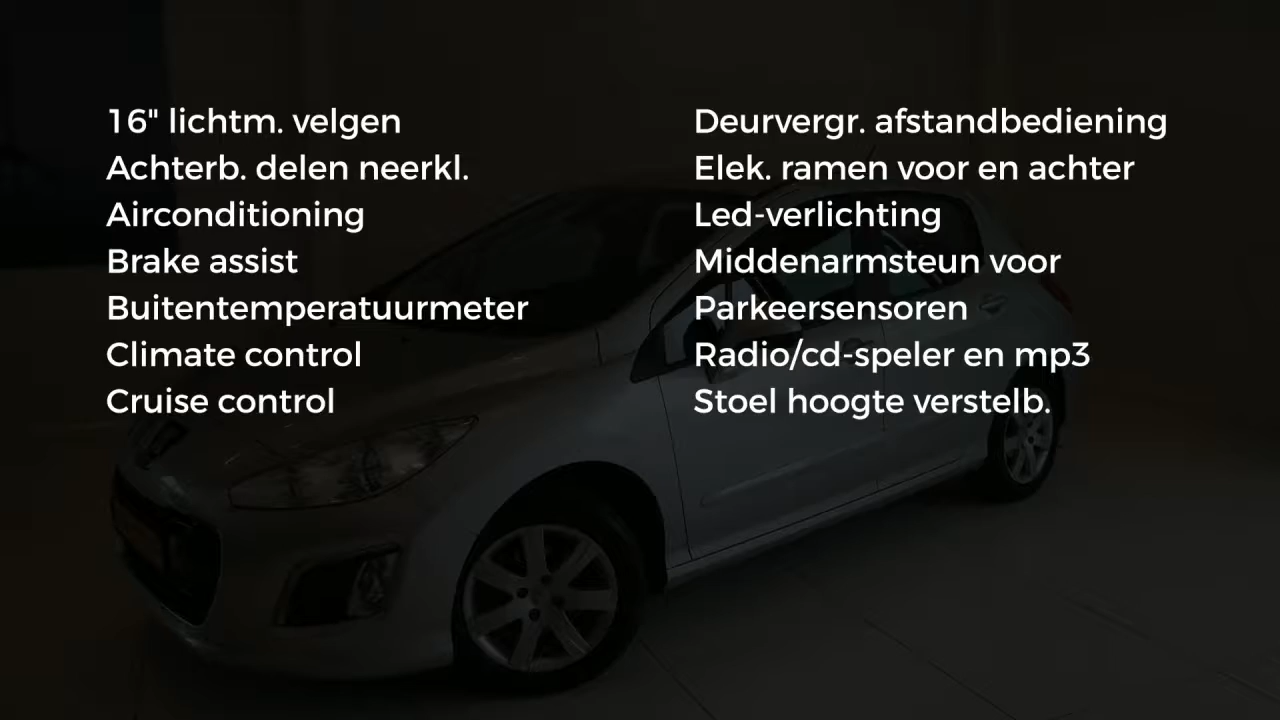 16" lichtm. velgen
Achterb. delen neerkl.
Airconditioning
Brake assist
Buitentemperatuurmeter
Climate control
Cruise control
Deurvergr. afstandbediening
Elek. ramen voor en achter
Led-verlichting
Middenarmsteun voor
Parkeersensoren
Radio/cd-speler en mp3
Stoel hoogte verstelb.